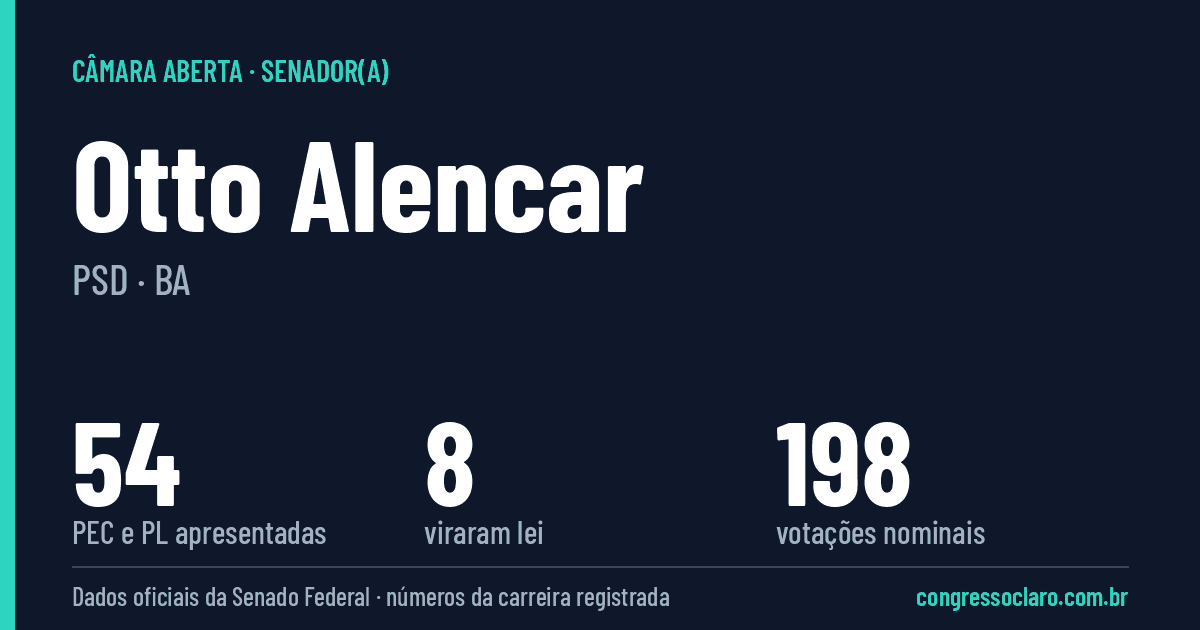 CÂMARA ABERTA · SENADOR(A)
Otto Alencar
PSD · BA
54
PEC e PL apresentadas
8
viraram lei
198
votações nominais
Dados oficiais da Senado Federal · números da carreira registrada
congressoclaro.com.br